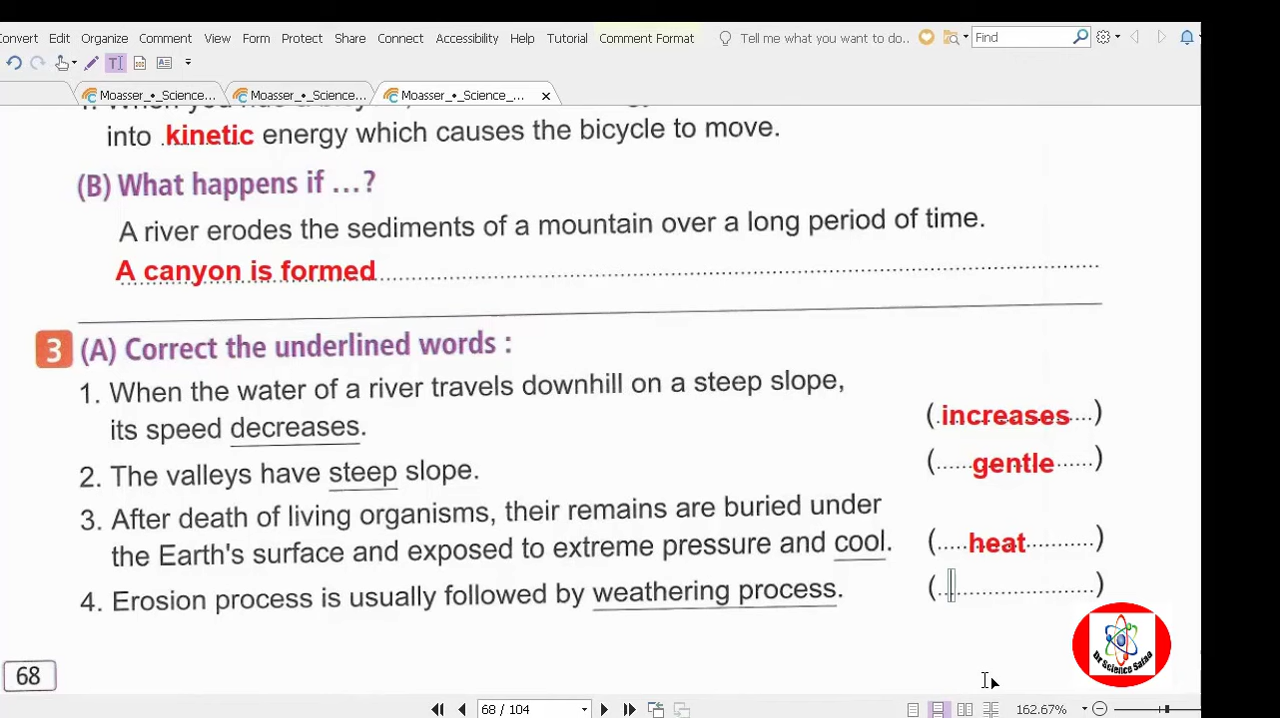 Convert Edit Organize Comment View Form Protect Share Connect Accessibility Help Tutorial Comment Format Tell me what you want to do.. Find
Moasser_•_Science... Moasser_•_Science... Moasser_•_Science_...
into kinetic energy which causes the bicycle to move.
(B) What happens if ...?
A river erodes the sediments of a mountain over a long period of time.
A canyon is formed
3 (A) Correct the underlined words :
1. When the water of a river travels downhill on a steep slope,
its speed decreases. (increases)
2. The valleys have steep slope. (gentle)
3. After death of living organisms, their remains are buried under
the Earth's surface and exposed to extreme pressure and cool. (heat)
4. Erosion process is usually followed by weathering process. (..................)
Dr Science Safaa
68
68 / 104 162.67%